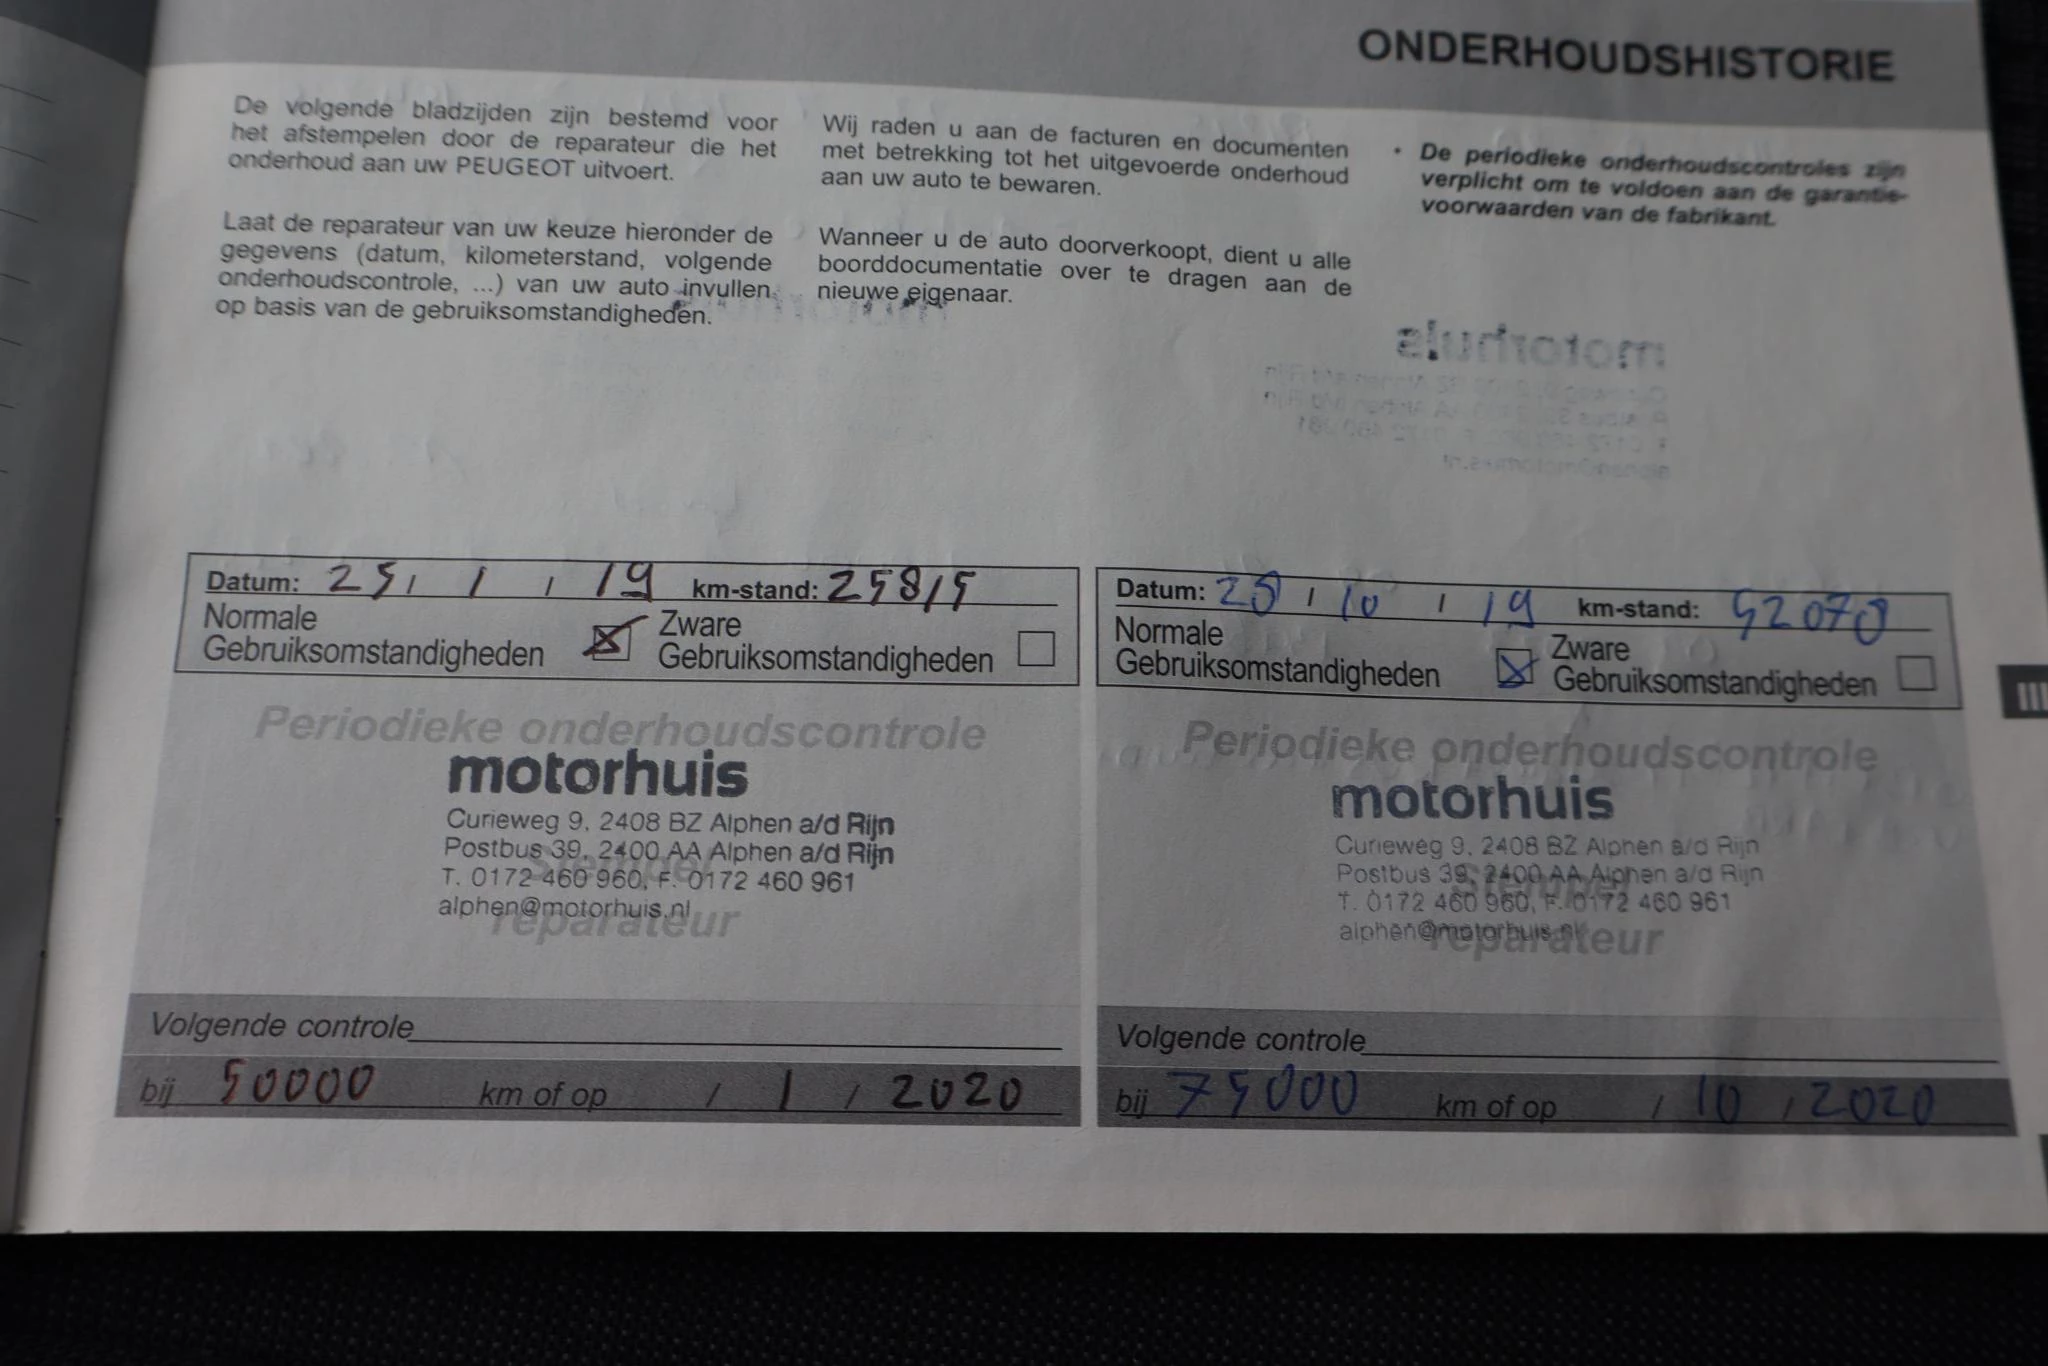 ONDERHOUDSHISTORIE
De volgende bladzijden zijn bestemd voor
het afstempelen door de reparateur die het
onderhoud aan uw PEUGEOT uitvoert.
Laat de reparateur van uw keuze hieronder de
gegevens (datum, kilometerstand, volgende
onderhoudscontrole, ...) van uw auto invullen
op basis van de gebruiksomstandigheden.
Wij raden u aan de facturen en documenten
met betrekking tot het uitgevoerde onderhoud
aan uw auto te bewaren.
Wanneer u de auto doorverkoopt, dient u alle
boorddocumentatie over te dragen aan de
nieuwe eigenaar.
• De periodieke onderhoudscontroles zijn
verplicht om te voldoen aan de garantie-
voorwaarden van de fabrikant.
motorhuis
Datum: 25 / 1 / 19 km-stand: 25815
Normale
Gebruiksomstandigheden
Zware
Gebruiksomstandigheden
Periodieke onderhoudscontrole
motorhuis
Curieweg 9, 2408 BZ Alphen a/d Rijn
Postbus 39, 2400 AA Alphen a/d Rijn
Stempel
T. 0172 460 960, F. 0172 460 961
alphen@motorhuis.nl
reparateur
Volgende controle
bij 50000 km of op / 1 / 2020
Datum: 28 / 10 / 19 km-stand: 52070
Normale
Gebruiksomstandigheden
Zware
Gebruiksomstandigheden
Periodieke onderhoudscontrole
motorhuis
Curieweg 9, 2408 BZ Alphen a/d Rijn
Postbus 39, 2400 AA Alphen a/d Rijn
Stempel
T. 0172 460 960, F. 0172 460 961
alphen@motorhuis.nl
reparateur
Volgende controle
bij 75000 km of op / 10 / 2020
III